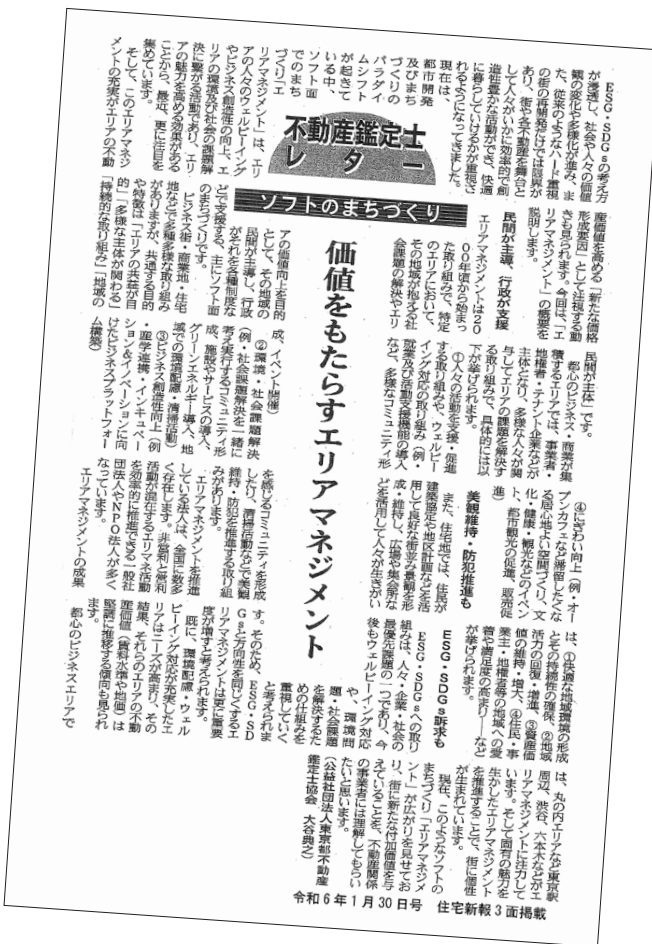 不動産鑑定士
レター
ソフトのまちづくり
価値をもたらすエリアマネジメント
ESG・SDGsの考え方
が浸透し、社会や人々の価値
観の変化や多様化が進み、ま
た、従来のようなハード重視
の街の再開発だけでは限界が
あり、街や各不動産を舞台と
して人々がいかに効率的で創
造性豊かな活動ができ、快適
に暮らしていけるかが重視さ
れるようになってきました。
現在は、
都市開発
及びまち
づくりの
パラダイ
ムシフト
が起きて
いる中、
ソフト面
でのまち
づくり「エ
リアマネジメント」は、エリ
アの人々のウェルビーイング
やビジネス創造性の向上、エ
リアの環境及び社会の課題解
決に繋がる活動であり、エリ
アの魅力を高める効果がある
ことから、最近、更に注目を
集めています。
そして、このエリアマネジ
メントの充実がエリアの不動
産価値を高める「新たな価格
形成要因」として注視する動
きも見られます。今回は、「エ
リアマネジメント」の概要を
説明します。
民間が主導、行政が支援
エリアマネジメントは20
00年頃から始まっ
た取り組みで、特定
のエリアにおいて、
その地域が抱える社
会課題の解決やエリ
アの価値向上を目的
として、その地域の
民間が主導し、行政
がそれを各種制度な
どで支援する、主にソフト面
のまちづくりです。
ビジネス街・商業地・住宅
地などで多種多様な取り組み
がありますが、共通する目的
や特徴は「エリアの共益が目
的」「多様な主体が関わる」
「持続的な取り組み」「地域の
民間が主体」です。
都心のビジネス・商業が集
積するエリアでは、事業者・
地権者・テナント企業などが
主体となり、多様な人々が関
与してエリアの課題を解決す
る取り組みで、具体的には以
下が挙げられます。
①人々の活動を支援・促進
する取り組みや、ウェルビー
イング対応の取り組み（例・
就業及び活動支援機能の導入
など、多様なコミュニティ形
成、イベント開催）
②環境・社会課題解決
（例・社会課題解決を一緒に
考え実行するコミュニティ形
成、施設やサービスの導入、
グリーンエネルギー導入、地
域での環境配慮・清掃活動）
③ビジネス創造性向上（例
・産学連携・インキュベー
ション＆イノベーションに向
けたビジネスプラットフォー
ム構築）
④にぎわい向上（例・オー
プンカフェなど滞留したくな
る居心地よい空間づくり、文
化・健康・観光などのイベン
ト、都市観光の促進、販売促
進）
美観維持・防犯推進も
また、住宅地では、住民が
建築協定や地区計画などを活
用して良好な街並み景観を形
成・維持し、広場や集会所な
どを活用して人々が生きがい
を感じるコミュニティを形成
したり、清掃活動などで美観
維持・防犯を推進する取り組
みがあります。
エリアマネジメントを推進
している法人は、全国に数多
く存在します。非営利と営利
活動が混在するエリマネ活動
を効率的に推進できる一般社
団法人やNPO法人が多く
なっています。
エリアマネジメントの成果
は、①快適な地域環境の形成
とその持続性の確保、②地域
活力の回復・増進、③資産価
値の維持・増大、④住民・事
業主・地権者等の地域への愛
着や満足度の高まり――など
が挙げられます。
ESG・SDGs訴求も
ESG・SDGsへの取り
組みは、人々・企業・社会の
最優先課題の一つであり、今
後もウェルビーイング対応
や、環境問
題・社会課題
を解決するた
めの仕組みを
重視していく
と考えられま
す。そのため、ESG・SD
Gsと方向性を同じくするエ
リアマネジメントは更に重要
度が増すと考えられます。
既に、環境配慮・ウェル
ビーイング対応が充実したエ
リアはニーズが高まり、その
結果、それらのエリアの不動
産価値（賃料水準や地価）は
堅調に推移する傾向も見られ
ます。
都心のビジネスエリアで
は、丸の内エリアなど東京駅
周辺、渋谷、六本木などがエ
リアマネジメントに注力して
います。そして固有の魅力を
生かしたエリアマネジメント
を推進することで、街に個性
が生まれています。
現在、このようなソフトの
まちづくり「エリアマネジメ
ント」が広がりを見せてお
り、街に新たな付加価値を与
えていることを、不動産関係
の事業者には理解してもらい
たいと思います。
（公益社団法人東京都不動産
鑑定士協会　大谷典之）
令和6年1月30日号　住宅新報3面掲載